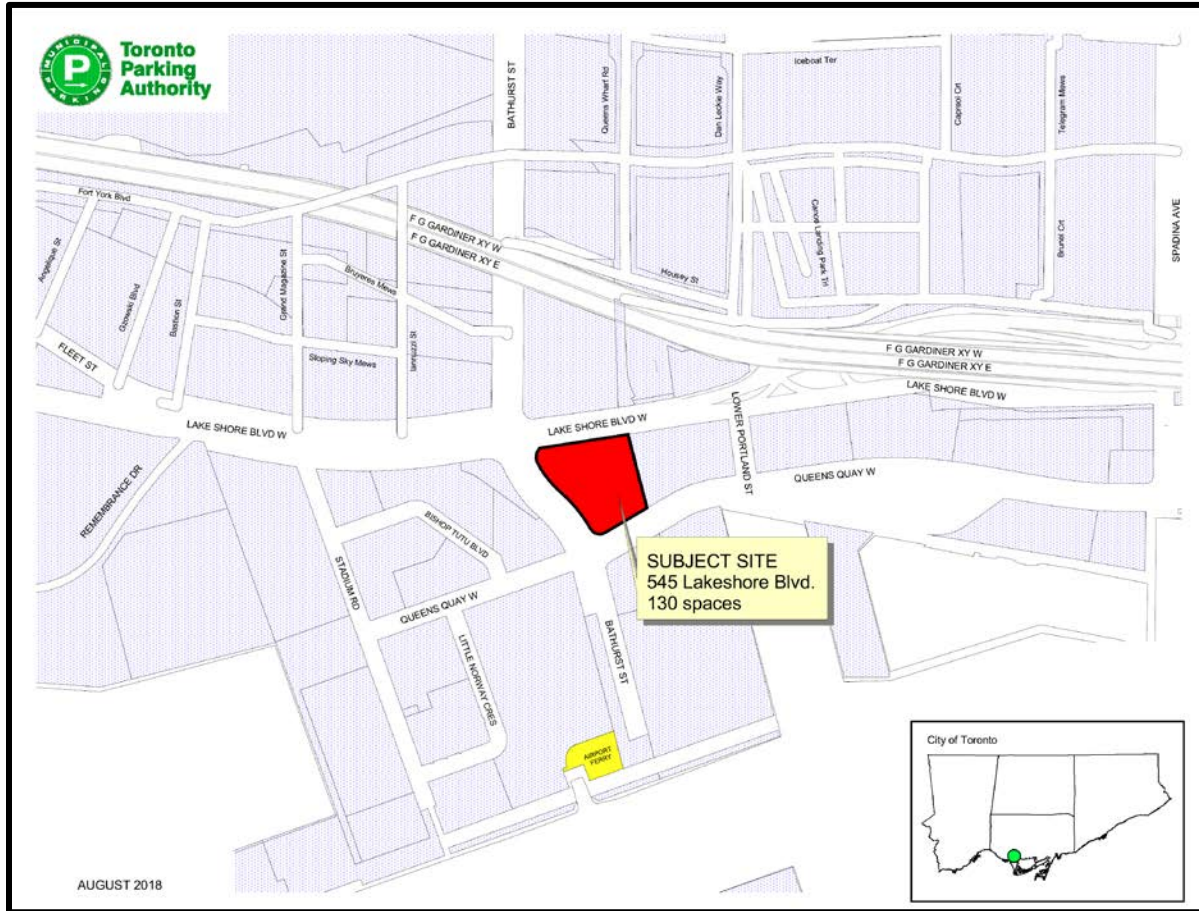 MUNICIPAL
PARKING
P
Toronto
Parking
Authority
Iceboat Ter
BATHURST ST
Queens Wharf Rd
Dan Leckie Way
Capreol Crt
Telegram Mews
SPADINA AVE
Fort York Blvd
F G GARDINER XY W
F G GARDINER XY E
Angelique St
Gzowski Blvd
Bastion St
Grand Magazine St
Bruyeres Mews
Iannuzzi St
Housey St
Canoe Landing Park Trl
Brunel Crt
FLEET ST
Sloping Sky Mews
F G GARDINER XY W
F G GARDINER XY E
LAKE SHORE BLVD W
LAKE SHORE BLVD W
LAKE SHORE BLVD W
LOWER PORTLAND ST
QUEENS QUAY W
REMEMBRANCE DR
BISHOP TUTU BLVD
STADIUM RD
QUEENS QUAY W
LITTLE NORWAY CRES
BATHURST ST
SUBJECT SITE
545 Lakeshore Blvd.
130 spaces
AIRPORT
FERRY
City of Toronto
AUGUST 2018